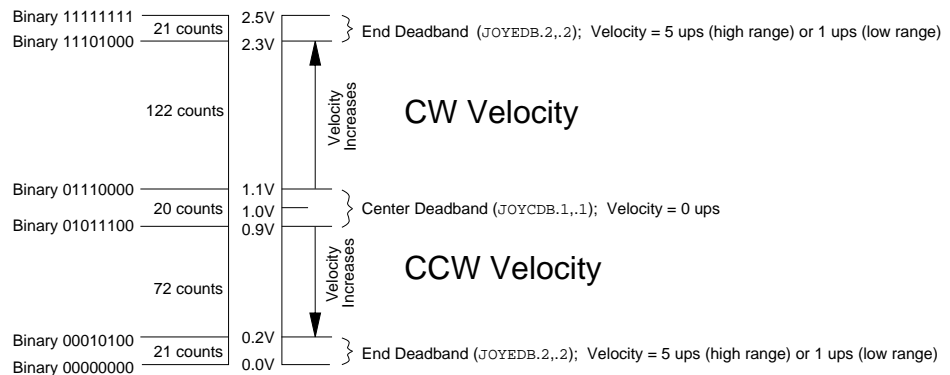 Binary 11111111
21 counts
2.5V
End Deadband (JOYEDB.2,.2); Velocity = 5 ups (high range) or 1 ups (low range)
Binary 11101000
2.3V
122 counts
Velocity
Increases
CW Velocity
Binary 01110000
1.1V
20 counts
1.0V
Center Deadband (JOYCDB.1,.1); Velocity = 0 ups
Binary 01011100
0.9V
72 counts
Velocity
Increases
CCW Velocity
Binary 00010100
0.2V
21 counts
End Deadband (JOYEDB.2,.2); Velocity = 5 ups (high range) or 1 ups (low range)
Binary 00000000
0.0V